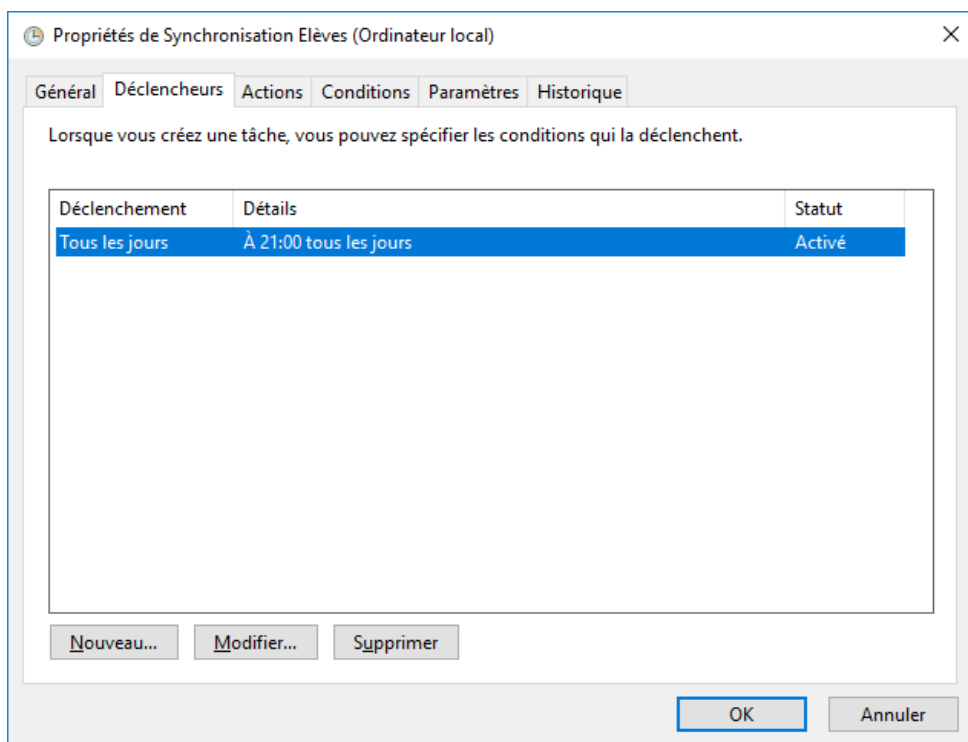 Propriétés de Synchronisation Elèves (Ordinateur local)
Général Déclencheurs Actions Conditions Paramètres Historique
Lorsque vous créez une tâche, vous pouvez spécifier les conditions qui la déclenchent.
Déclenchement Détails Statut
Tous les jours À 21:00 tous les jours Activé
Nouveau... Modifier... Supprimer
OK Annuler